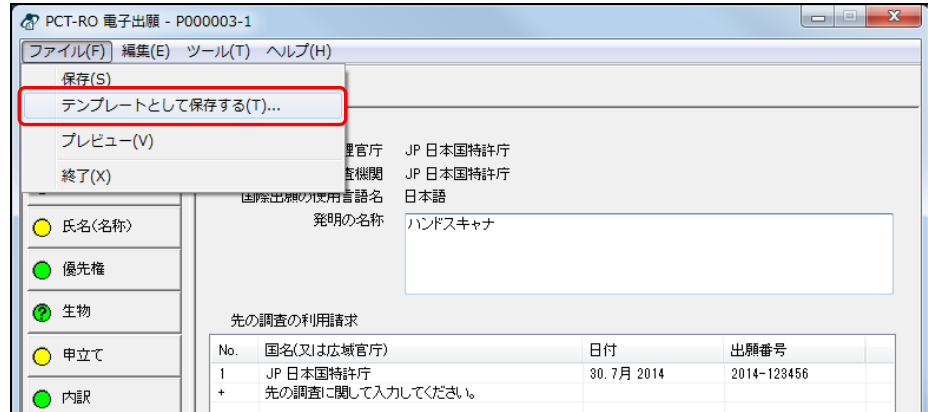 PCT-RO 電子出願 - P000003-1
ファイル(F) 編集(E) ツール(T) ヘルプ(H)
保存(S)
テンプレートとして保存する(T)...
プレビュー(V)
終了(X)
理官庁 JP 日本国特許庁
査機関 JP 日本国特許庁
国際出願の使用言語名 日本語
発明の名称 ハンドスキャナ
氏名(名称)
優先権
生物
申立て
内訳
先の調査の利用請求
No. 国名(又は広域官庁) 日付 出願番号
1 JP 日本国特許庁 30. 7月 2014 2014-123456
+ 先の調査に関して入力してください。